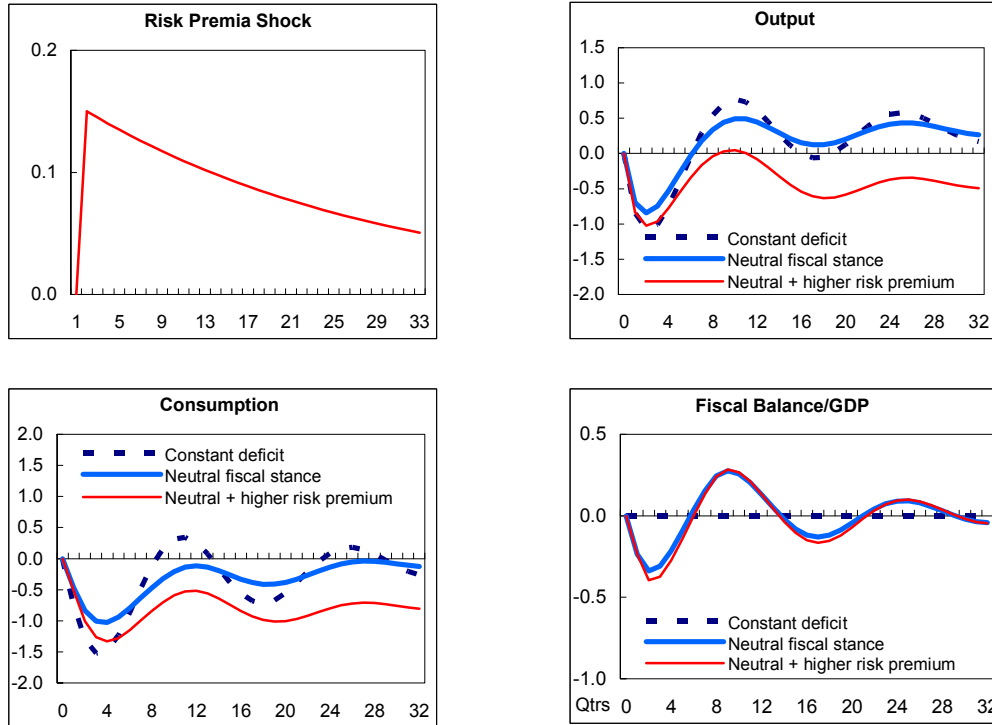 Risk Premia Shock
0.2
0.1
0.0
1 5 9 13 17 21 25 29 33
Output
1.5
1.0
0.5
0.0
-0.5
-1.0
-1.5
-2.0
Constant deficit
Neutral fiscal stance
Neutral + higher risk premium
0 4 8 12 16 20 24 28 32
Consumption
2.0
1.5
1.0
0.5
0.0
-0.5
-1.0
-1.5
-2.0
Constant deficit
Neutral fiscal stance
Neutral + higher risk premium
0 4 8 12 16 20 24 28 32
Fiscal Balance/GDP
0.5
0.0
-0.5
-1.0
Constant deficit
Neutral fiscal stance
Neutral + higher risk premium
Qtrs 0 4 8 12 16 20 24 28 32